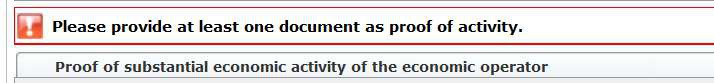 Please provide at least one document as proof of activity.
Proof of substantial economic activity of the economic operator